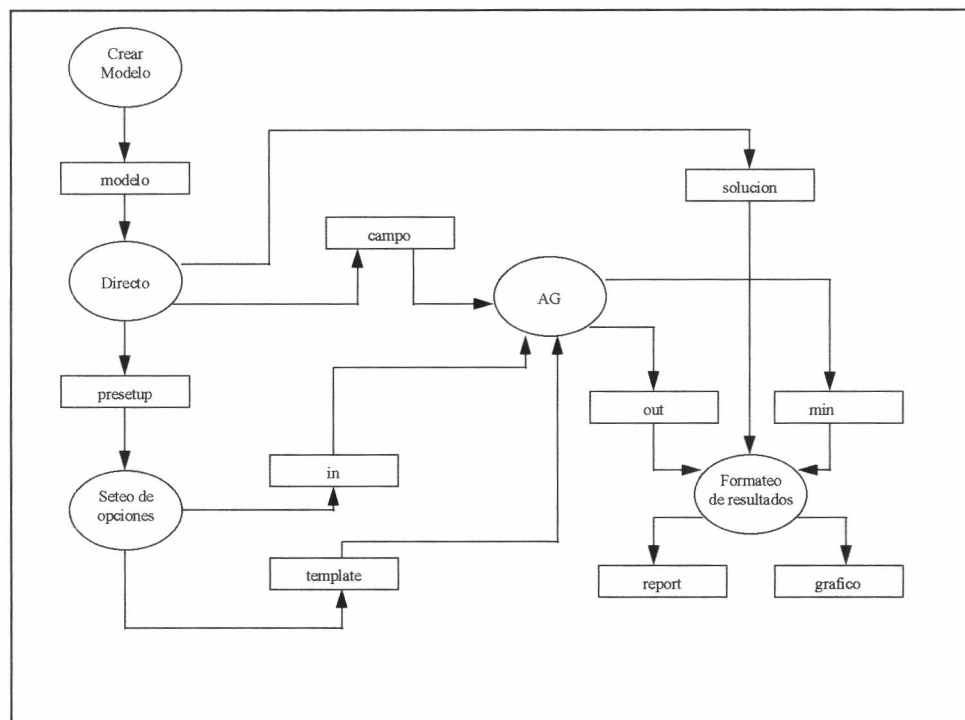 Crear
Modelo
modelo
solucion
campo
Directo
AG
presetup
out
min
in
Seteo de
opciones
Formateo
de resultados
template
report
grafico